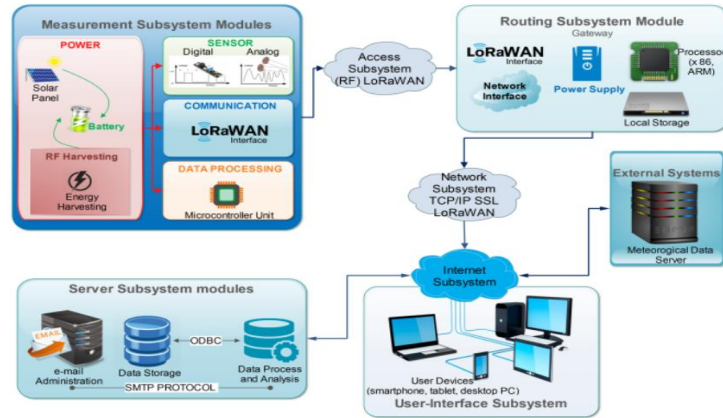 Measurement Subsystem Modules
POWER
Solar
Panel
Battery
RF Harvesting
Energy
Harvesting
SENSOR
Digital
Analog
COMMUNICATION
LoRaWAN
Interface
DATA PROCESSING
Microcontroller Unit
Access
Subsystem
(RF) LoRaWAN
Routing Subsystem Module
Gateway
LoRaWAN
Interface
Network
Interface
Power Supply
Processor
(x 86,
ARM)
Local Storage
Network
Subsystem
TCP/IP SSL
LoRaWAN
External Systems
Meteorogical Data
Server
Internet
Subsystem
Server Subsystem modules
EMAIL
e-mail
Administration
Data Storage
ODBC
Data Process
and Analysis
SMTP PROTOCOL
User Devices
(smartphone, tablet, desktop PC)
User-Interface Subsystem